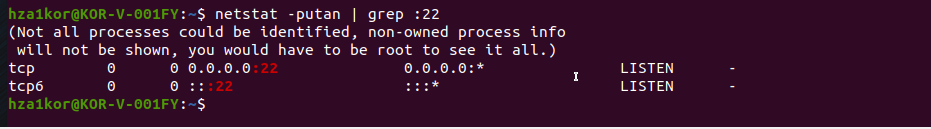 hza1kor@KOR-V-001FY:~$ netstat -putan | grep :22
(Not all processes could be identified, non-owned process info
 will not be shown, you would have to be root to see it all.)
tcp        0      0 0.0.0.0:22              0.0.0.0:*               LISTEN      -
tcp6       0      0 :::22                   :::*                    LISTEN      -
hza1kor@KOR-V-001FY:~$